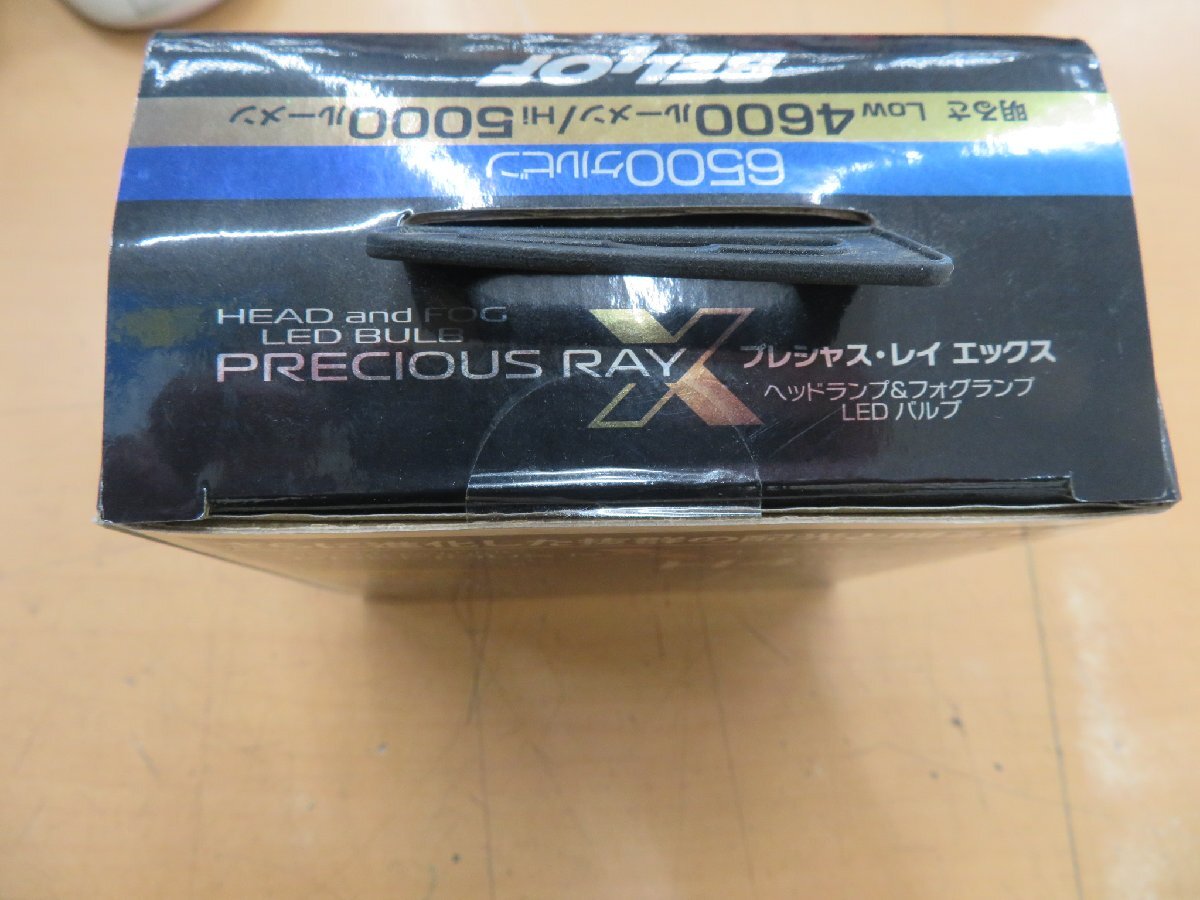 BELLOF
明るさ Low 4600ルーメン/Hi 5000ルーメン
6500ケルビン
HEAD and FOG
LED BULB
PRECIOUS RAY X
プレシャス・レイ エックス
ヘッドランプ&フォグランプ
LED バルブ